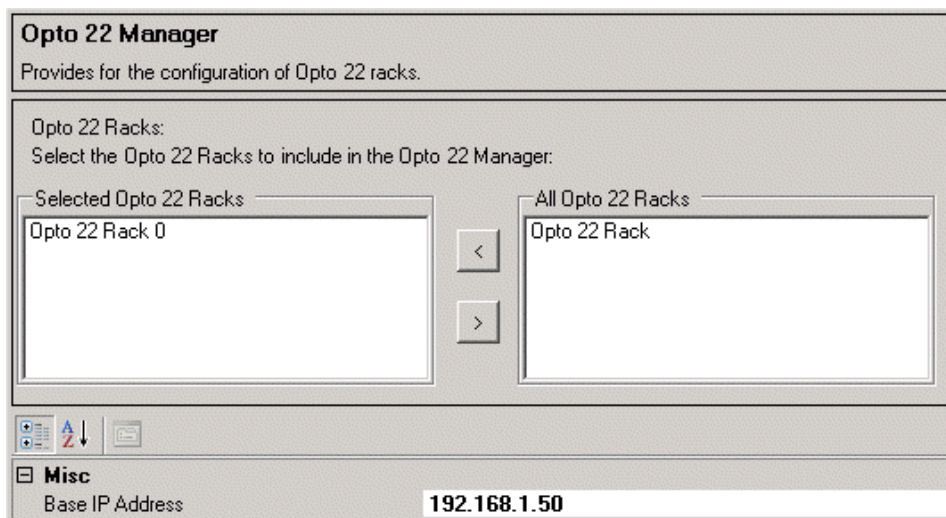 Opto 22 Manager
Provides for the configuration of Opto 22 racks.
Opto 22 Racks:
Select the Opto 22 Racks to include in the Opto 22 Manager:
Selected Opto 22 Racks
Opto 22 Rack 0
<
>
All Opto 22 Racks
Opto 22 Rack
A
Z
Misc
Base IP Address 192.168.1.50